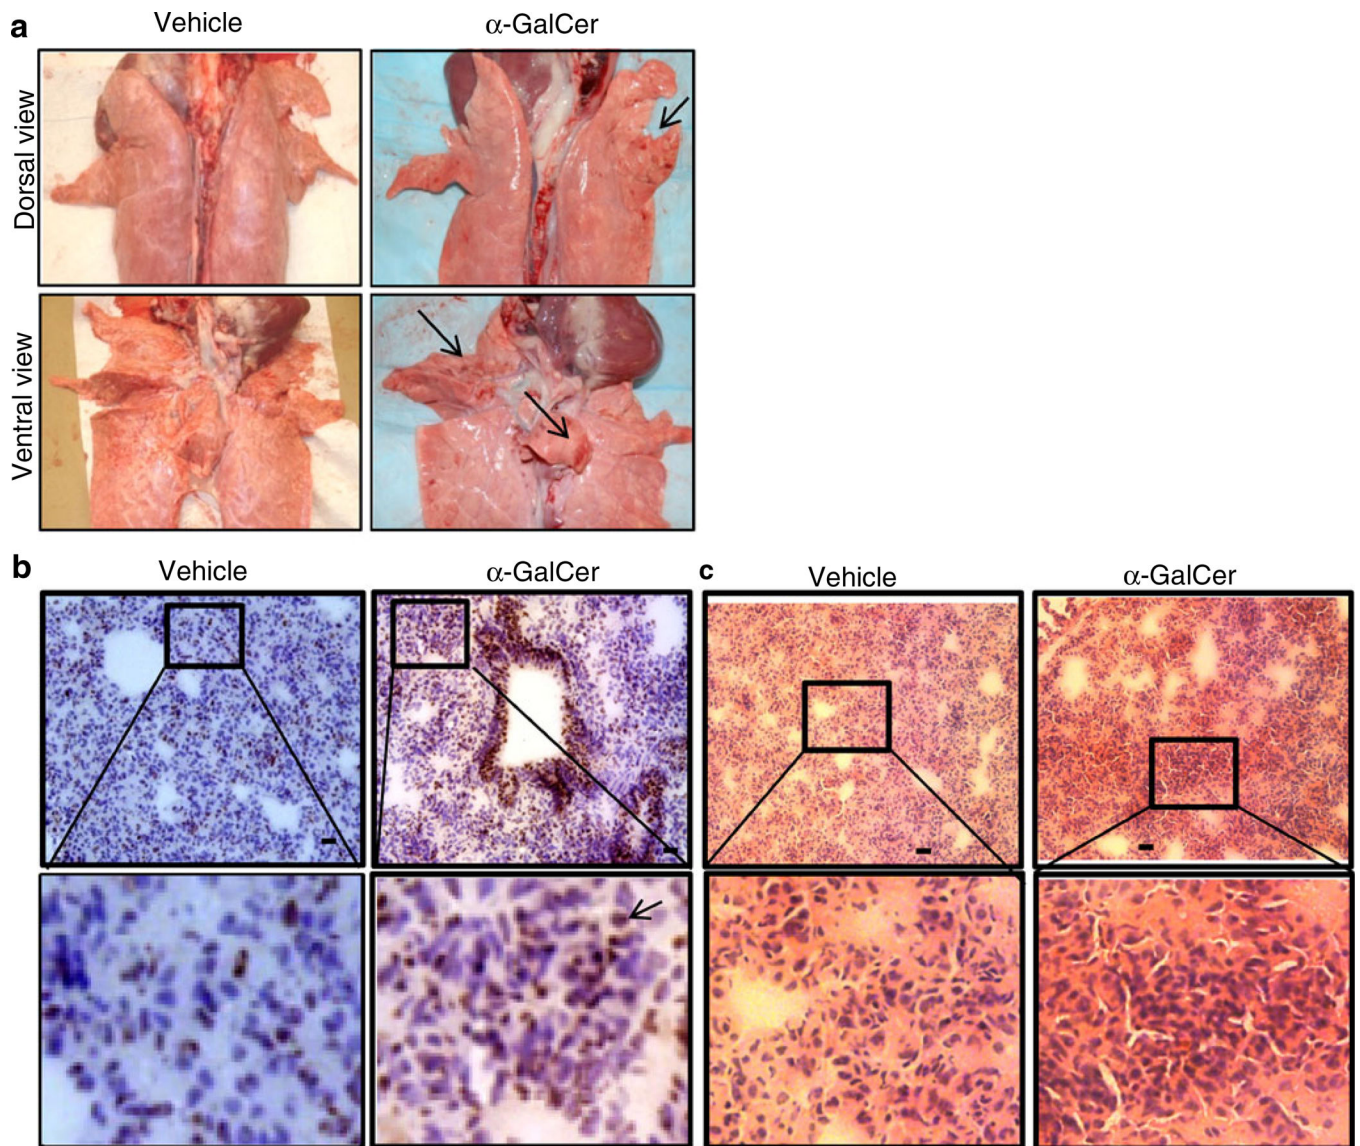 a
Vehicle
α-GalCer
Dorsal view
Ventral view
b
Vehicle
α-GalCer
c
Vehicle
α-GalCer